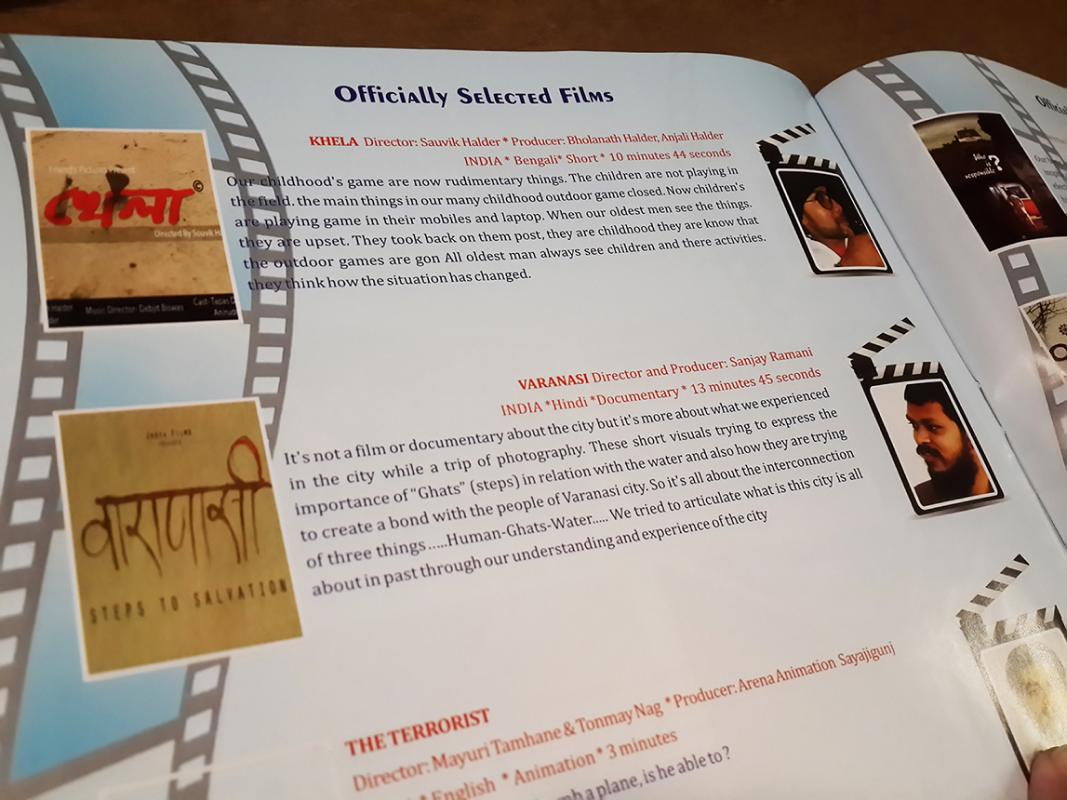 Officially Selected Films
KHELA Director: Sauvik Halder * Producer: Bholanath Halder, Anjali Halder
INDIA * Bengali * Short * 10 minutes 44 seconds
Our childhood's game are now rudimentary things. The children are not playing in
the field. the main things in our many childhood outdoor game closed. Now children's
are playing game in their mobiles and laptop. When our oldest men see the things.
they are upset. They took back on them post, they are childhood they are know that
the outdoor games are gon All oldest man always see children and there activities.
they think how the situation has changed.
Friends Pictures Present
খেলা ©
Directed By Souvik
Music Director- Debjit Biswas
Cast- Tapan
VARANASI Director and Producer: Sanjay Ramani
INDIA *Hindi *Documentary * 13 minutes 45 seconds
It's not a film or documentary about the city but it's more about what we experienced
in the city while a trip of photography. These short visuals trying to express the
importance of "Ghats" (steps) in relation with the water and also how they are trying
to create a bond with the people of Varanasi city. So it's all about the interconnection
of three things .....Human-Ghats-Water..... We tried to articulate what is this city is all
about in past through our understanding and experience of the city
FILMS
वाराणसी
STEPS TO SALVATION
THE TERRORIST
Director: Mayuri Tamhane & Tonmay Nag * Producer: Arena Animation Sayajigunj
* English * Animation * 3 minutes
a plane, is he able to?
who is responsible?